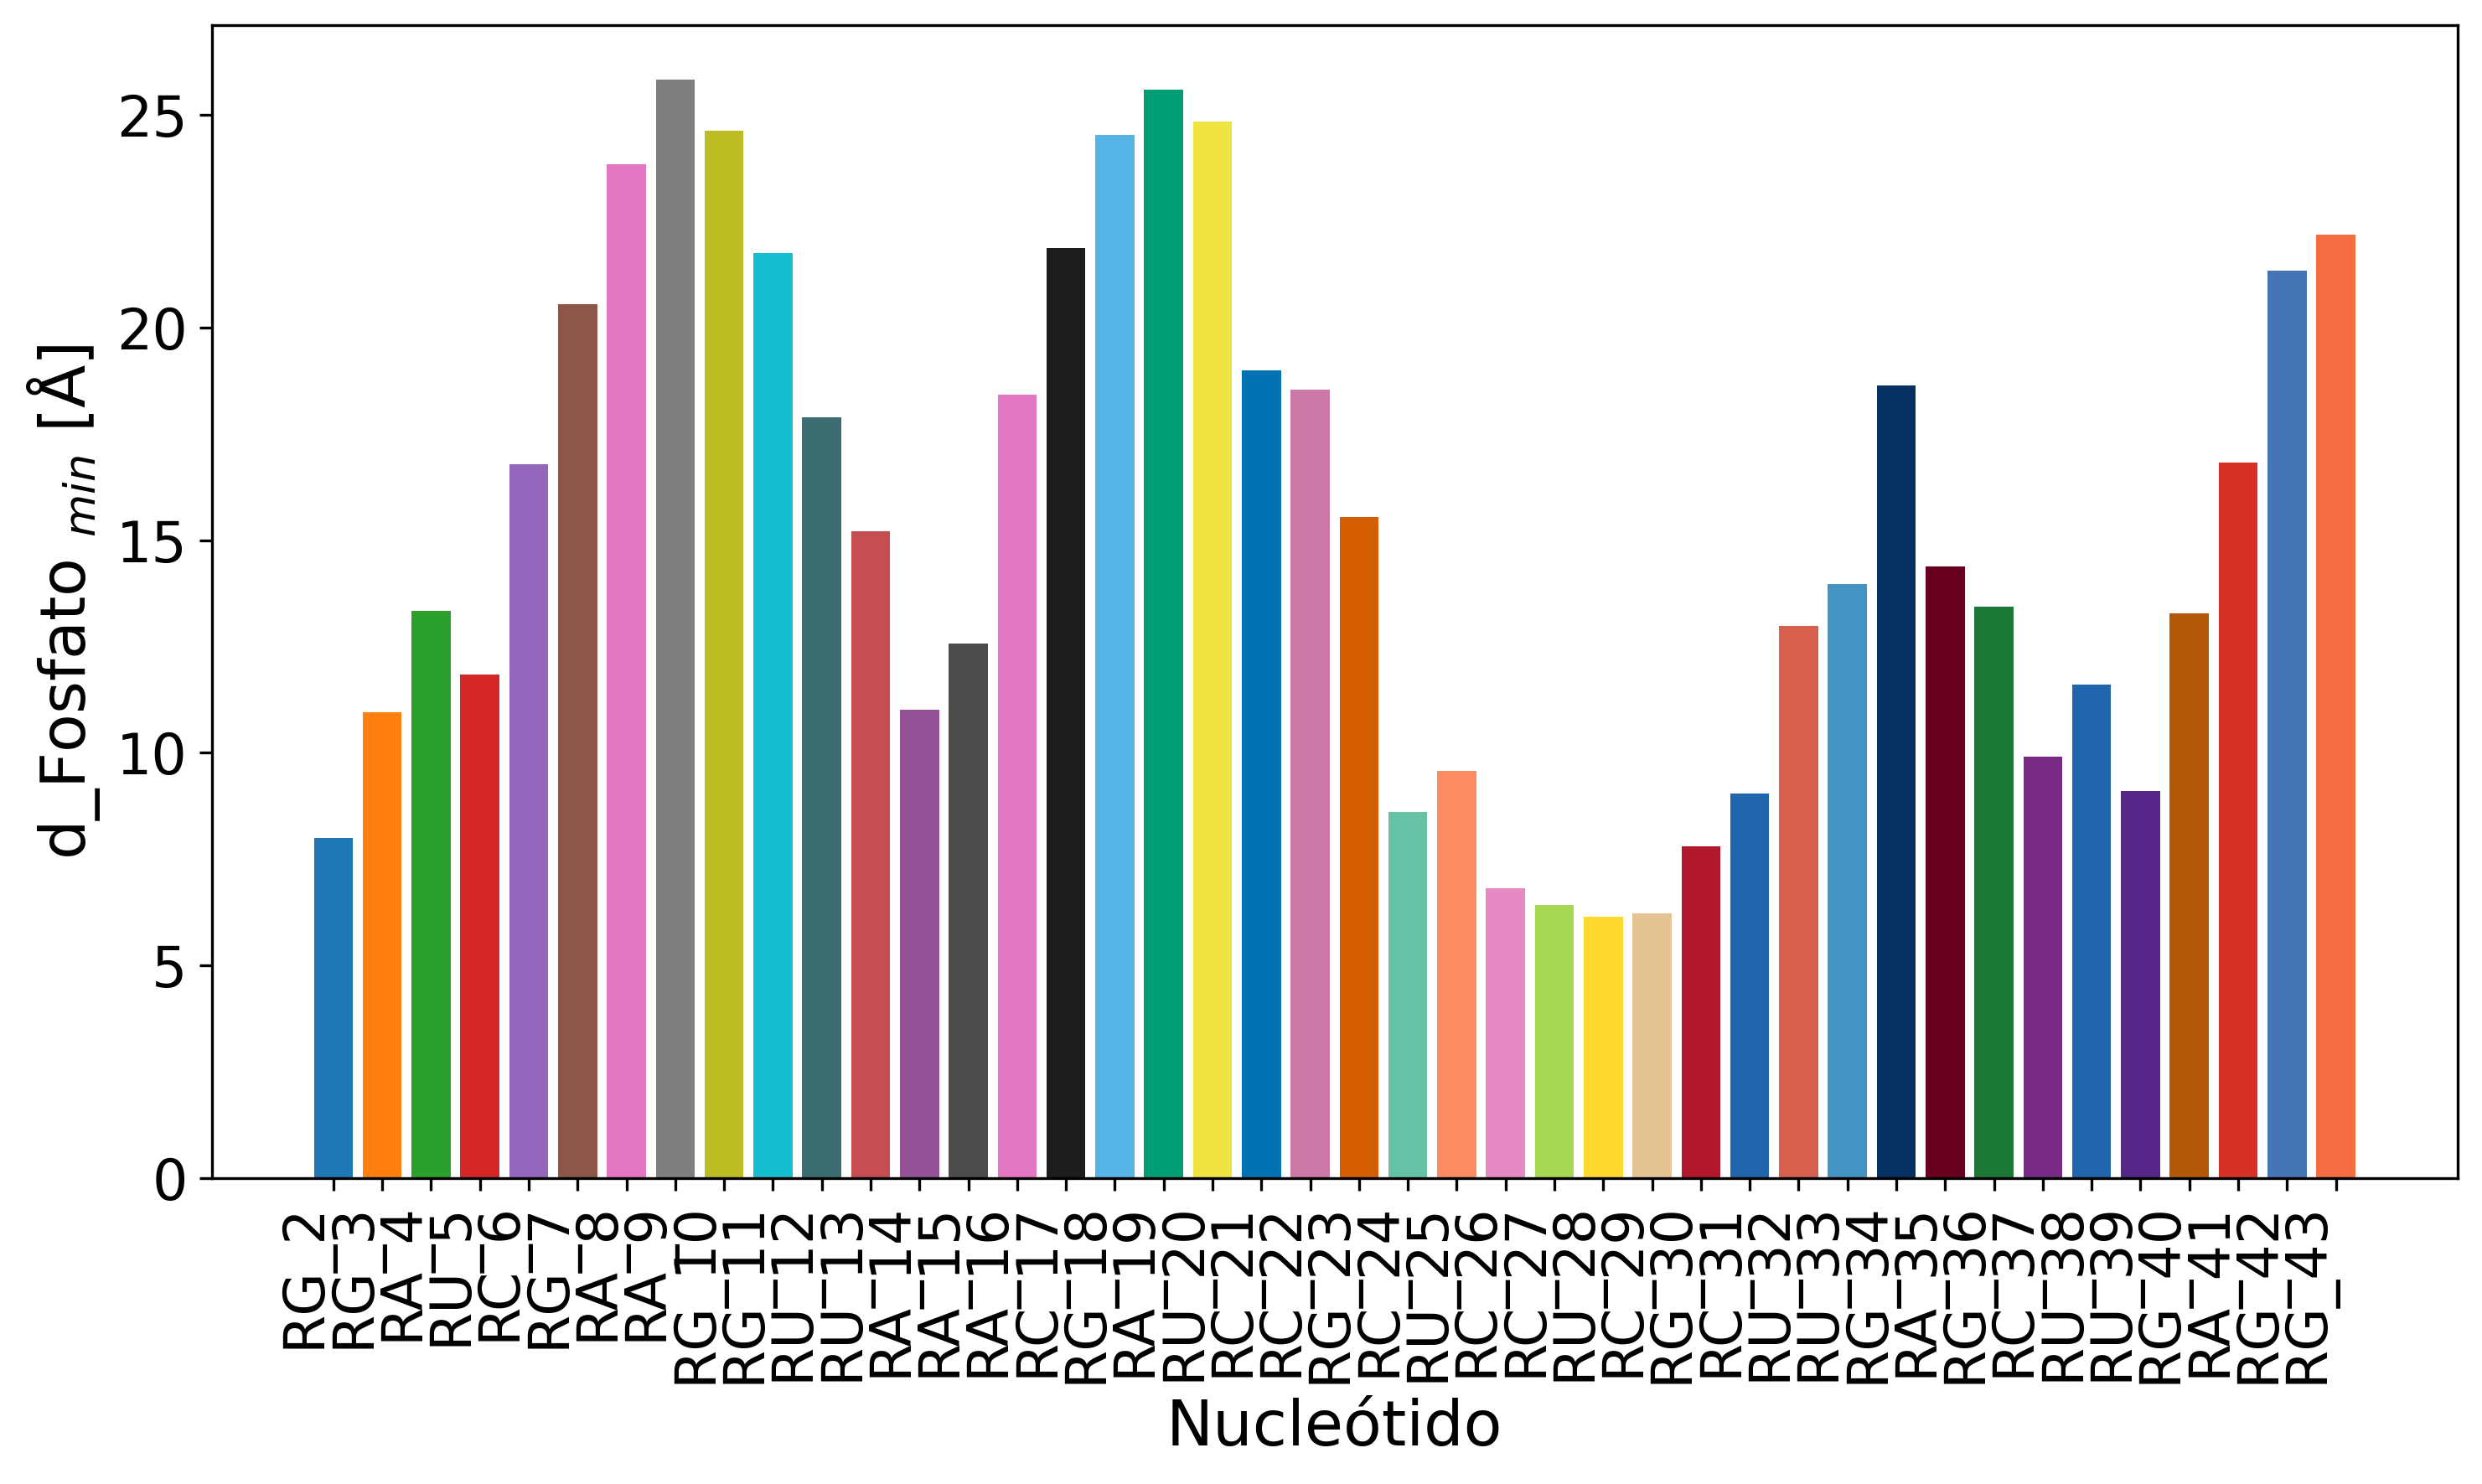 d_Fosfato min [Å]
25
20
15
10
5
0
RG_2
RG_3
RA_4
RU_5
RC_6
RG_7
RA_8
RA_9
RG_10
RG_11
RU_12
RU_13
RA_14
RA_15
RA_16
RC_17
RG_18
RA_19
RU_20
RC_21
RC_22
RG_23
RC_24
RU_25
RC_26
RC_27
RU_28
RC_29
RG_30
RC_31
RU_32
RU_33
RG_34
RA_35
RG_36
RC_37
RU_38
RU_39
RG_40
RA_41
RG_42
RG_43
Nucleótido